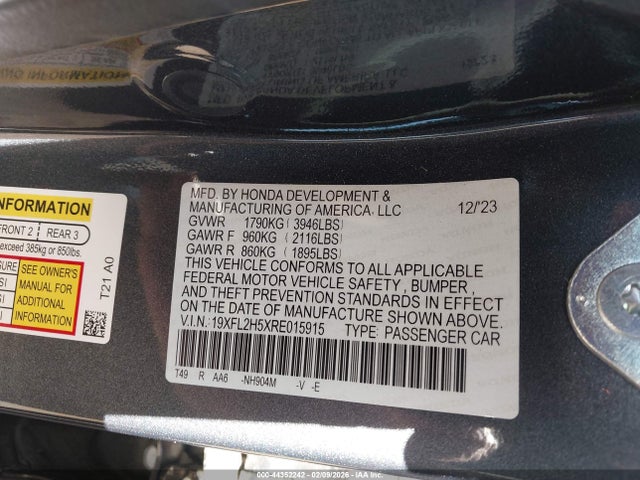 INFORMATION
FRONT 2 REAR 3
exceed 385kg or 850lbs.
SEE OWNER'S
MANUAL FOR
ADDITIONAL
INFORMATION
T21 A0
MFD. BY HONDA DEVELOPMENT &
MANUFACTURING OF AMERICA, LLC 12/'23
GVWR 1790KG (3946LBS)
GAWR F 960KG (2116LBS)
GAWR R 860KG (1895LBS)
THIS VEHICLE CONFORMS TO ALL APPLICABLE
FEDERAL MOTOR VEHICLE SAFETY, BUMPER,
AND THEFT PREVENTION STANDARDS IN EFFECT
ON THE DATE OF MANUFACTURE SHOWN ABOVE.
V.I.N.: 19XFL2H5XRE015915 TYPE: PASSENGER CAR
T49 R AA6 -NH904M -V -E
000-44352242 - 02/09/2026 - IAA Inc.